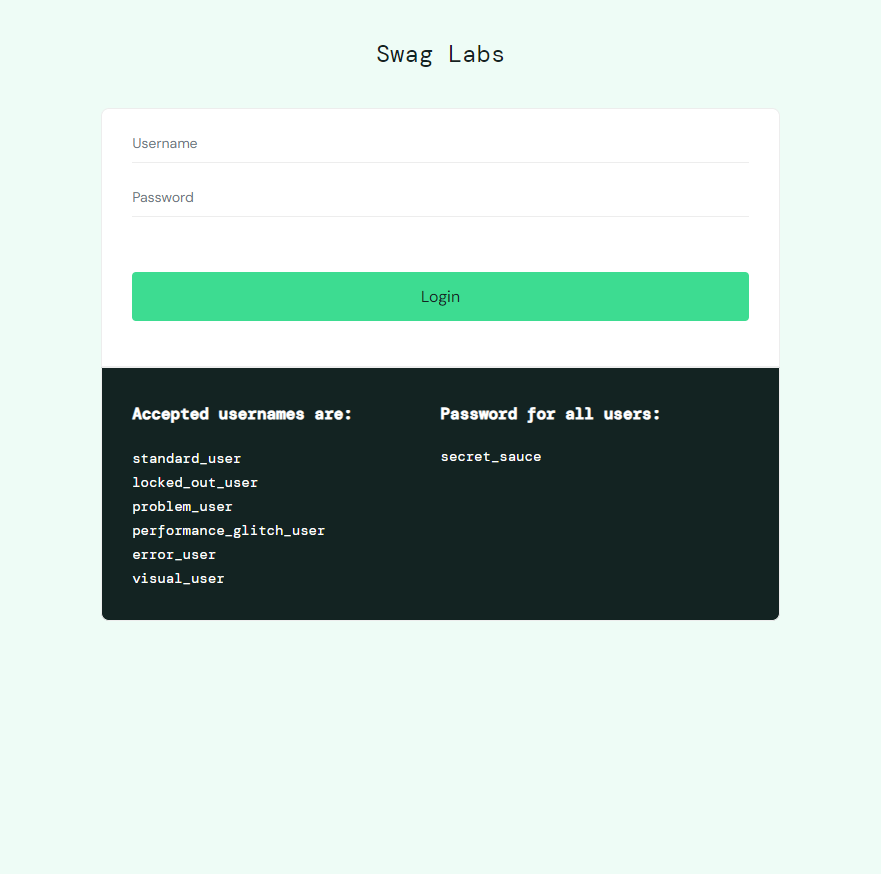 Swag Labs
Username
Password
Login
Accepted usernames are:
standard_user
locked_out_user
problem_user
performance_glitch_user
error_user
visual_user
Password for all users:
secret_sauce